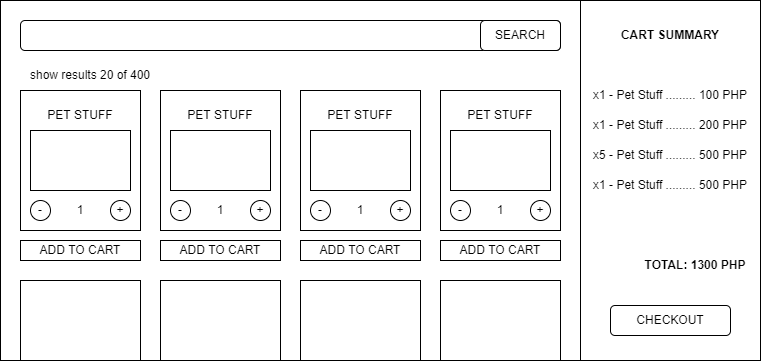 SEARCH
show results 20 of 400
PET STUFF PET STUFF PET STUFF PET STUFF
- 1 + - 1 + - 1 + - 1 +
ADD TO CART ADD TO CART ADD TO CART ADD TO CART
CART SUMMARY
x1 - Pet Stuff ......... 100 PHP
x1 - Pet Stuff ......... 200 PHP
x5 - Pet Stuff ......... 500 PHP
x1 - Pet Stuff ......... 500 PHP
TOTAL: 1300 PHP
CHECKOUT